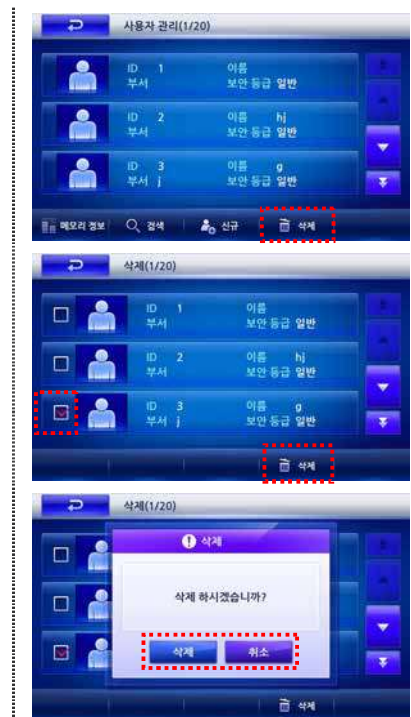 사용자 관리(1/20)
ID 1 이름
부서 보안 등급 일반
ID 2 이름 hj
부서 보안 등급 일반
ID 3 이름 g
부서 j 보안 등급 일반
메모리 정보 검색 신규 삭제
삭제(1/20)
ID 1 이름
부서 보안 등급 일반
ID 2 이름 hj
부서 보안 등급 일반
ID 3 이름 g
부서 j 보안 등급 일반
삭제
삭제(1/20)
삭제
삭제 하시겠습니까?
삭제 취소
삭제